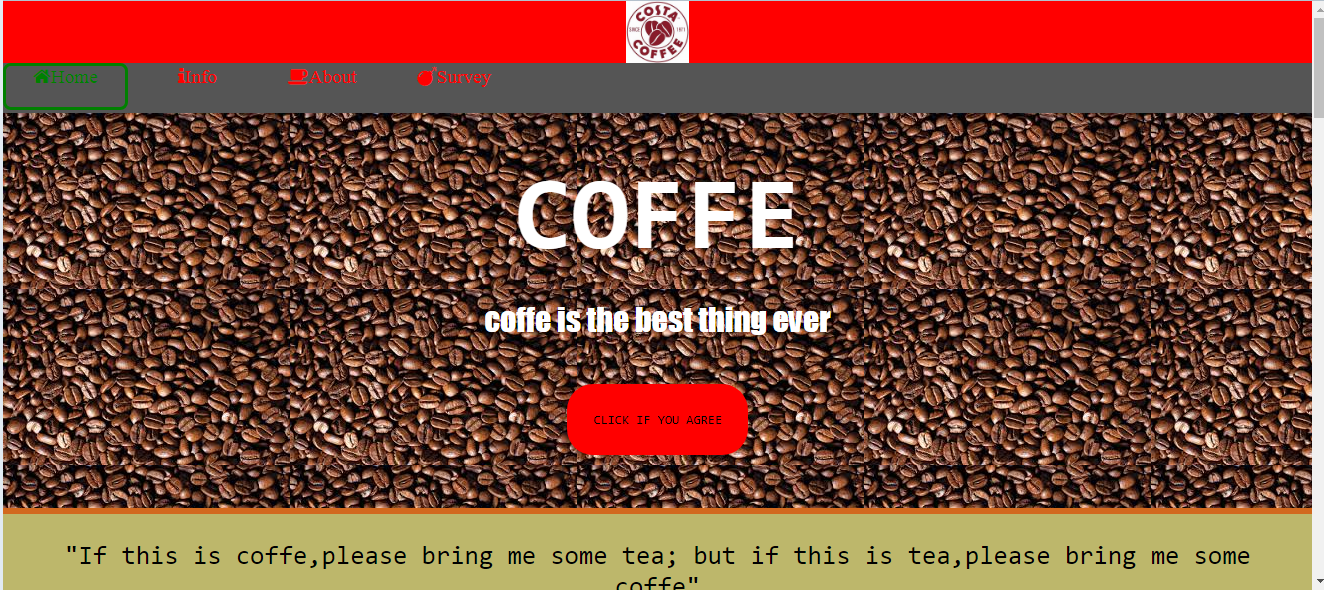 COSTA
SINCE 1971
COFFEE
Home Info About Survey
COFFE
coffe is the best thing ever
CLICK IF YOU AGREE
"If this is coffe,please bring me some tea; but if this is tea,please bring me some
coffe"